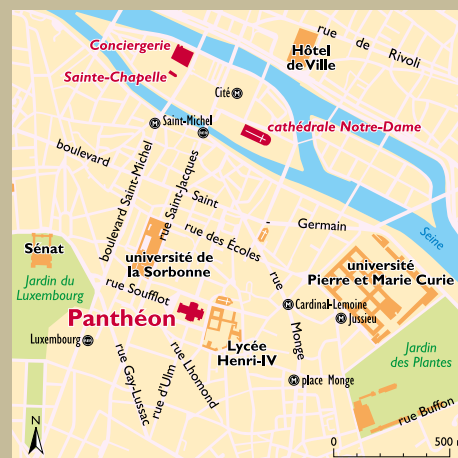 Conciergerie
Sainte-Chapelle
Hôtel
de Ville
rue de Rivoli
Cité
Saint-Michel
cathédrale Notre-Dame
boulevard Saint Germain
boulevard Saint-Michel
rue Saint-Jacques
rue des Écoles
Seine
Sénat
Jardin du
Luxembourg
université de
la Sorbonne
université
Pierre et Marie Curie
rue Soufflot
Panthéon
rue Monge
Cardinal-Lemoine
Jussieu
Lycée
Henri-IV
Luxembourg
rue Gay-Lussac
rue d'Ulm
rue Lhomond
place Monge
Jardin
des Plantes
rue Buffon
N
0 500 m